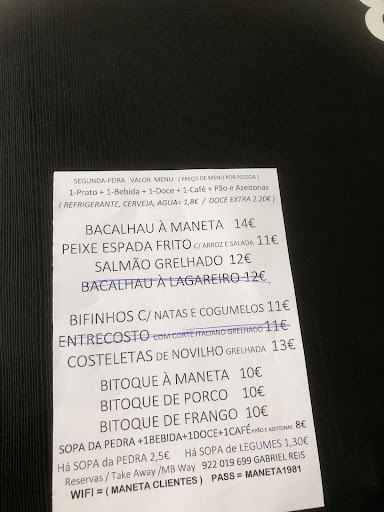 SEGUNDA-FEIRA VALOR MENU ( PREÇO DE MENU POR PESSOA )
1-Prato + 1-Bebida + 1-Doce + 1-Café + Pão e Azeitonas
( REFRIGERANTE, CERVEJA, AGUA= 1,8€ / DOCE EXTRA 2.20€ )
BACALHAU À MANETA 14€
PEIXE ESPADA FRITO C/ ARROZ E SALADA 11€
SALMÃO GRELHADO 12€
BACALHAU À LAGAREIRO 12€
BIFINHOS C/ NATAS E COGUMELOS 11€
ENTRECOSTO COM CORTE ITALIANO GRELHADO 11€
COSTELETAS DE NOVILHO GRELHADA 13€
BITOQUE À MANETA 10€
BITOQUE DE PORCO 10€
BITOQUE DE FRANGO 10€
SOPA DA PEDRA +1BEBIDA+1DOCE+1CAFÉ+PÃO E AZEITONAS 8€
Há SOPA da PEDRA 2,5€ Há SOPA de LEGUMES 1,30€
Reservas / Take Away /MB Way 922 019 699 GABRIEL REIS
WIFI = ( MANETA CLIENTES ) PASS = MANETA1981